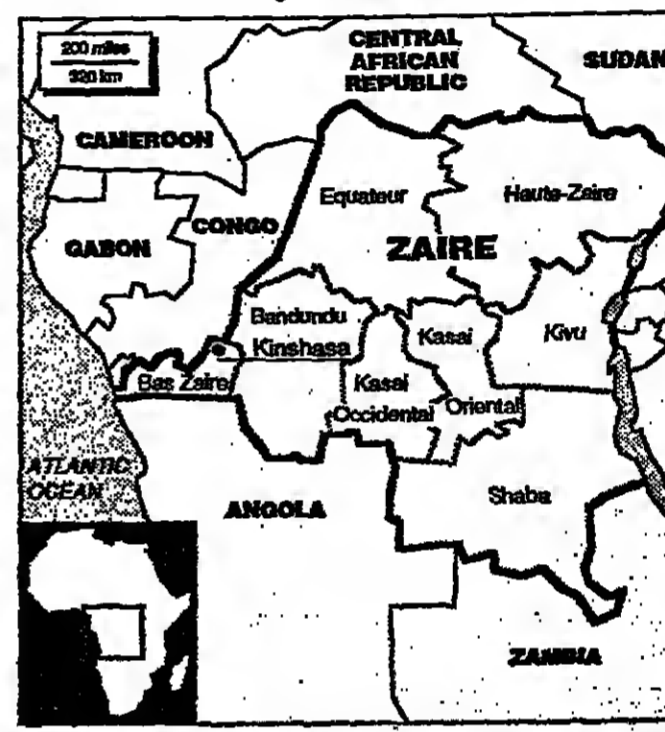 200 miles
320 km
CENTRAL
AFRICAN
REPUBLIC
SUDAN
CAMEROON
Equateur
Haute-Zaire
CONGO
GABON
ZAIRE
Bandundu
Kinshasa
Kasai
Kivu
Bas Zaire
Kasai
Occidental
Oriental
ATLANTIC
OCEAN
Shaba
ANGOLA
ZAMBIA